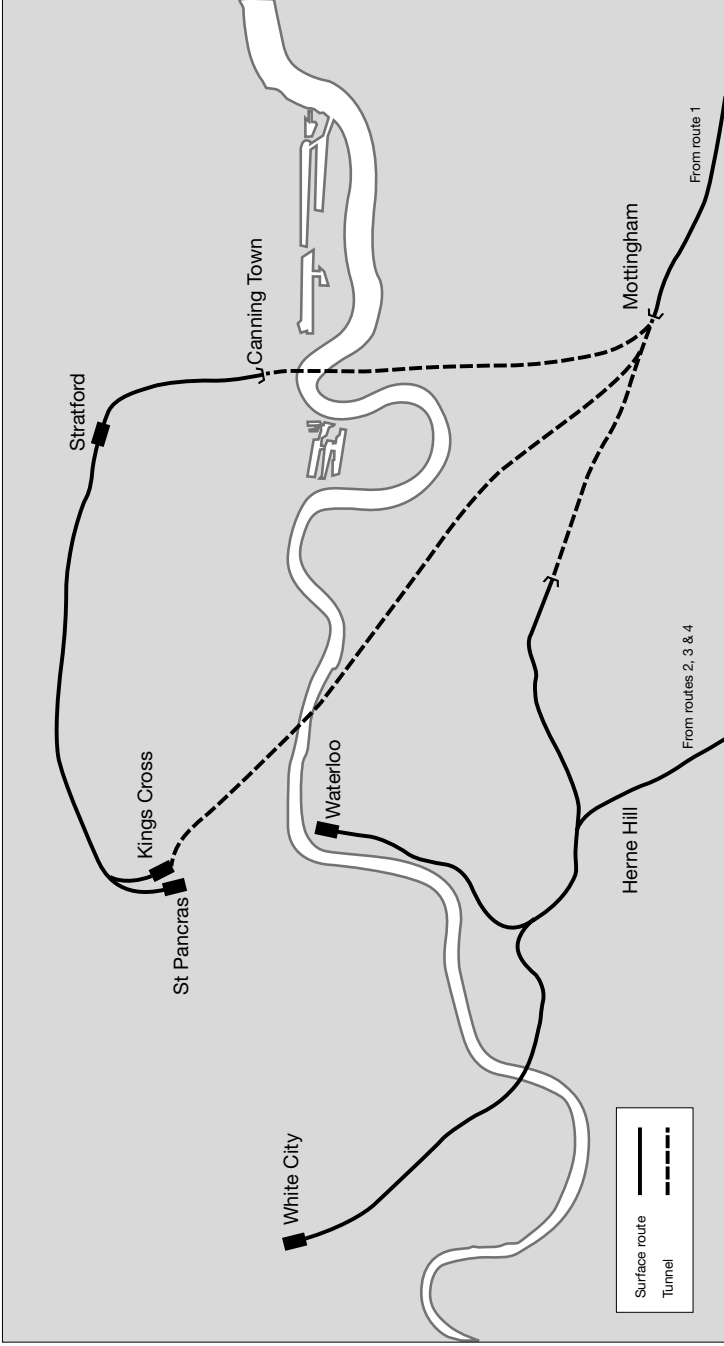 Stratford
Canning Town
Kings Cross
St Pancras
White City
Waterloo
Herne Hill
Mottingham
From route 1
From routes 2, 3 & 4
Surface route
Tunnel